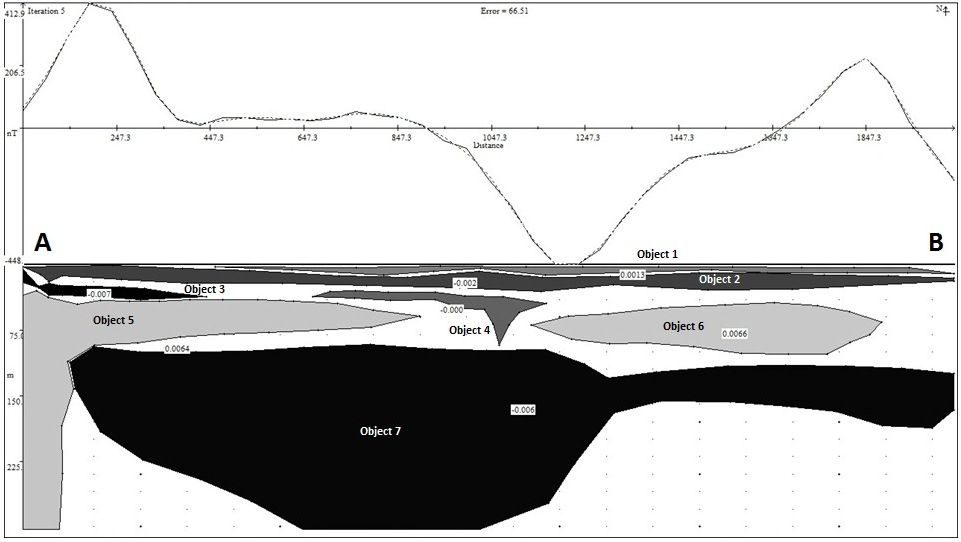 412.9
Iteration 5
Error = 66.51
N
206.5
nT
247.3
447.3
647.3
847.3
1047.3
1247.3
1447.3
1647.3
1847.3
Distance
A
B
-448.
Object 1
0.0013
Object 2
-0.002
Object 3
-0.007
-0.000
Object 5
Object 4
Object 6
0.0066
75.0
0.0064
m
150.
-0.006
Object 7
225.